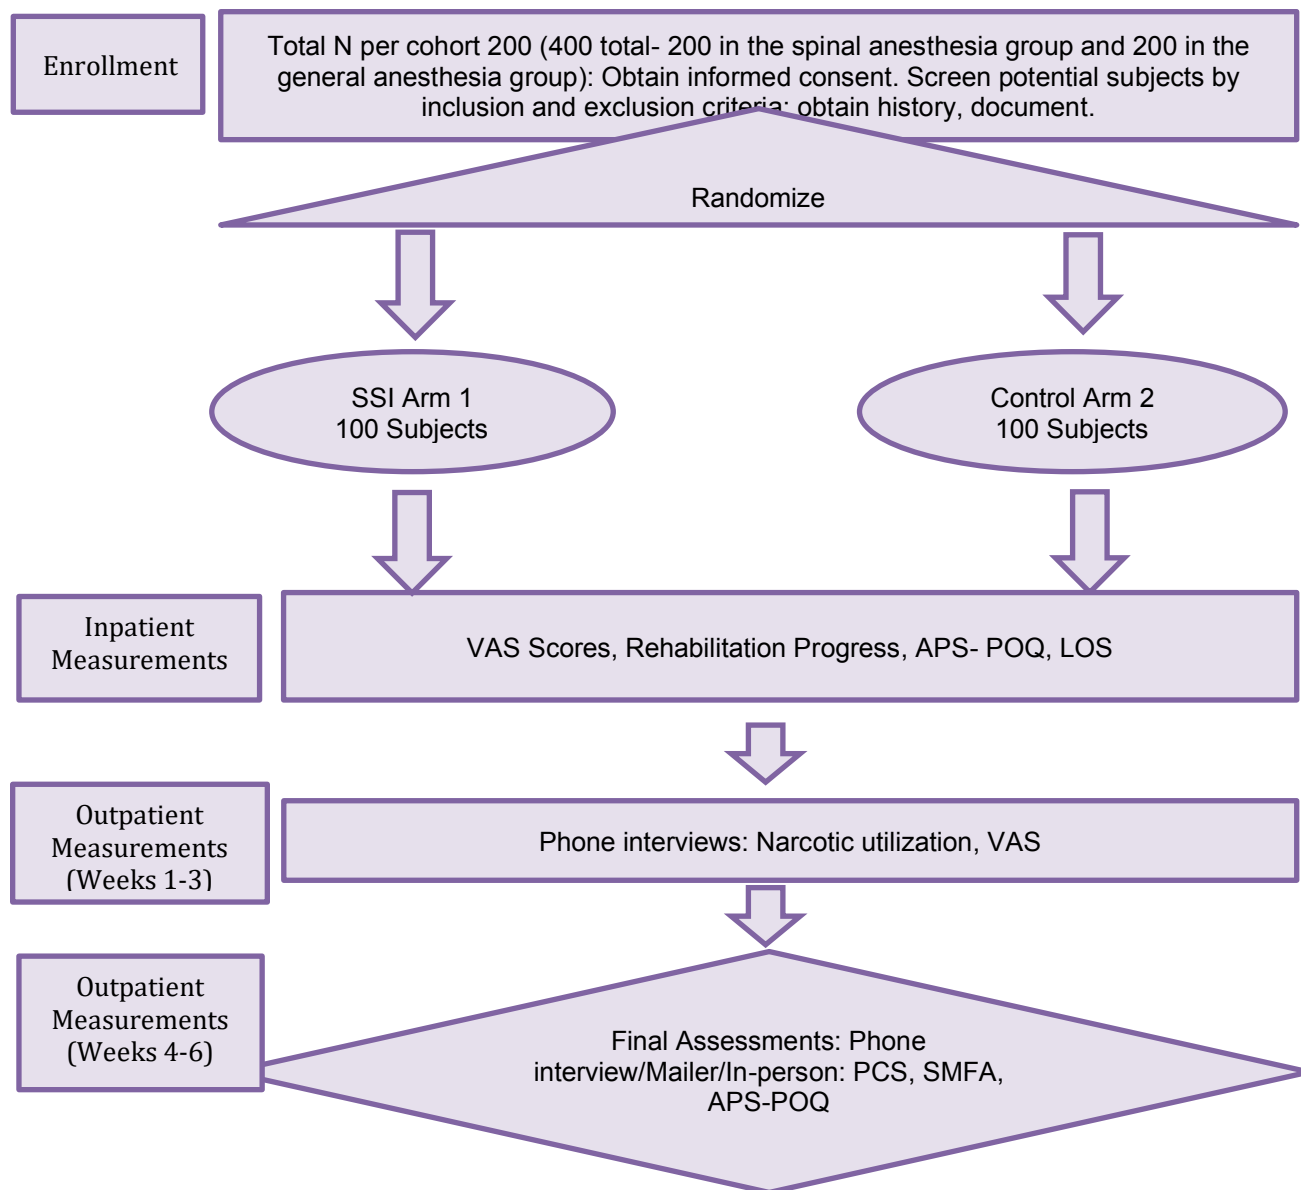 Enrollment
Total N per cohort 200 (400 total- 200 in the spinal anesthesia group and 200 in the
general anesthesia group): Obtain informed consent. Screen potential subjects by
inclusion and exclusion criteria; obtain history, document.
Randomize
SSI Arm 1
100 Subjects
Control Arm 2
100 Subjects
Inpatient
Measurements
VAS Scores, Rehabilitation Progress, APS- POQ, LOS
Outpatient
Measurements
(Weeks 1-3)
Phone interviews: Narcotic utilization, VAS
Outpatient
Measurements
(Weeks 4-6)
Final Assessments: Phone
interview/Mailer/In-person: PCS, SMFA,
APS-POQ